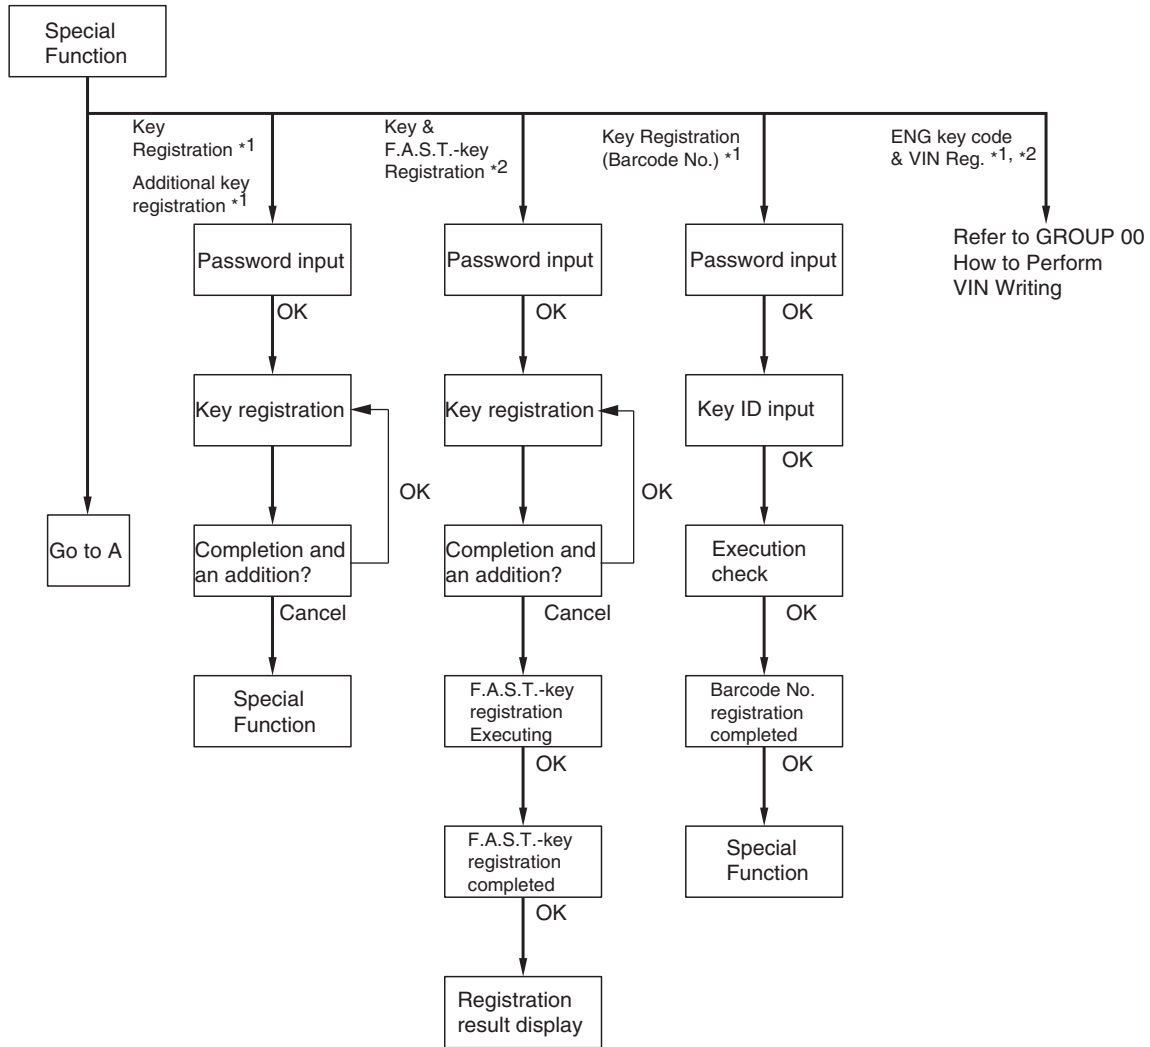 Special
Function
Key
Registration *1
Additional key
registration *1
Key &
F.A.S.T.-key
Registration *2
Key Registration
(Barcode No.) *1
ENG key code
& VIN Reg. *1, *2
Password input
Password input
Password input
Refer to GROUP 00
How to Perform
VIN Writing
OK
OK
OK
Key registration
Key registration
Key ID input
OK
OK
OK
Go to A
Completion and
an addition?
Completion and
an addition?
Execution
check
Cancel
Cancel
OK
Special
Function
F.A.S.T.-key
registration
Executing
Barcode No.
registration
completed
OK
OK
F.A.S.T.-key
registration
completed
Special
Function
OK
Registration
result display